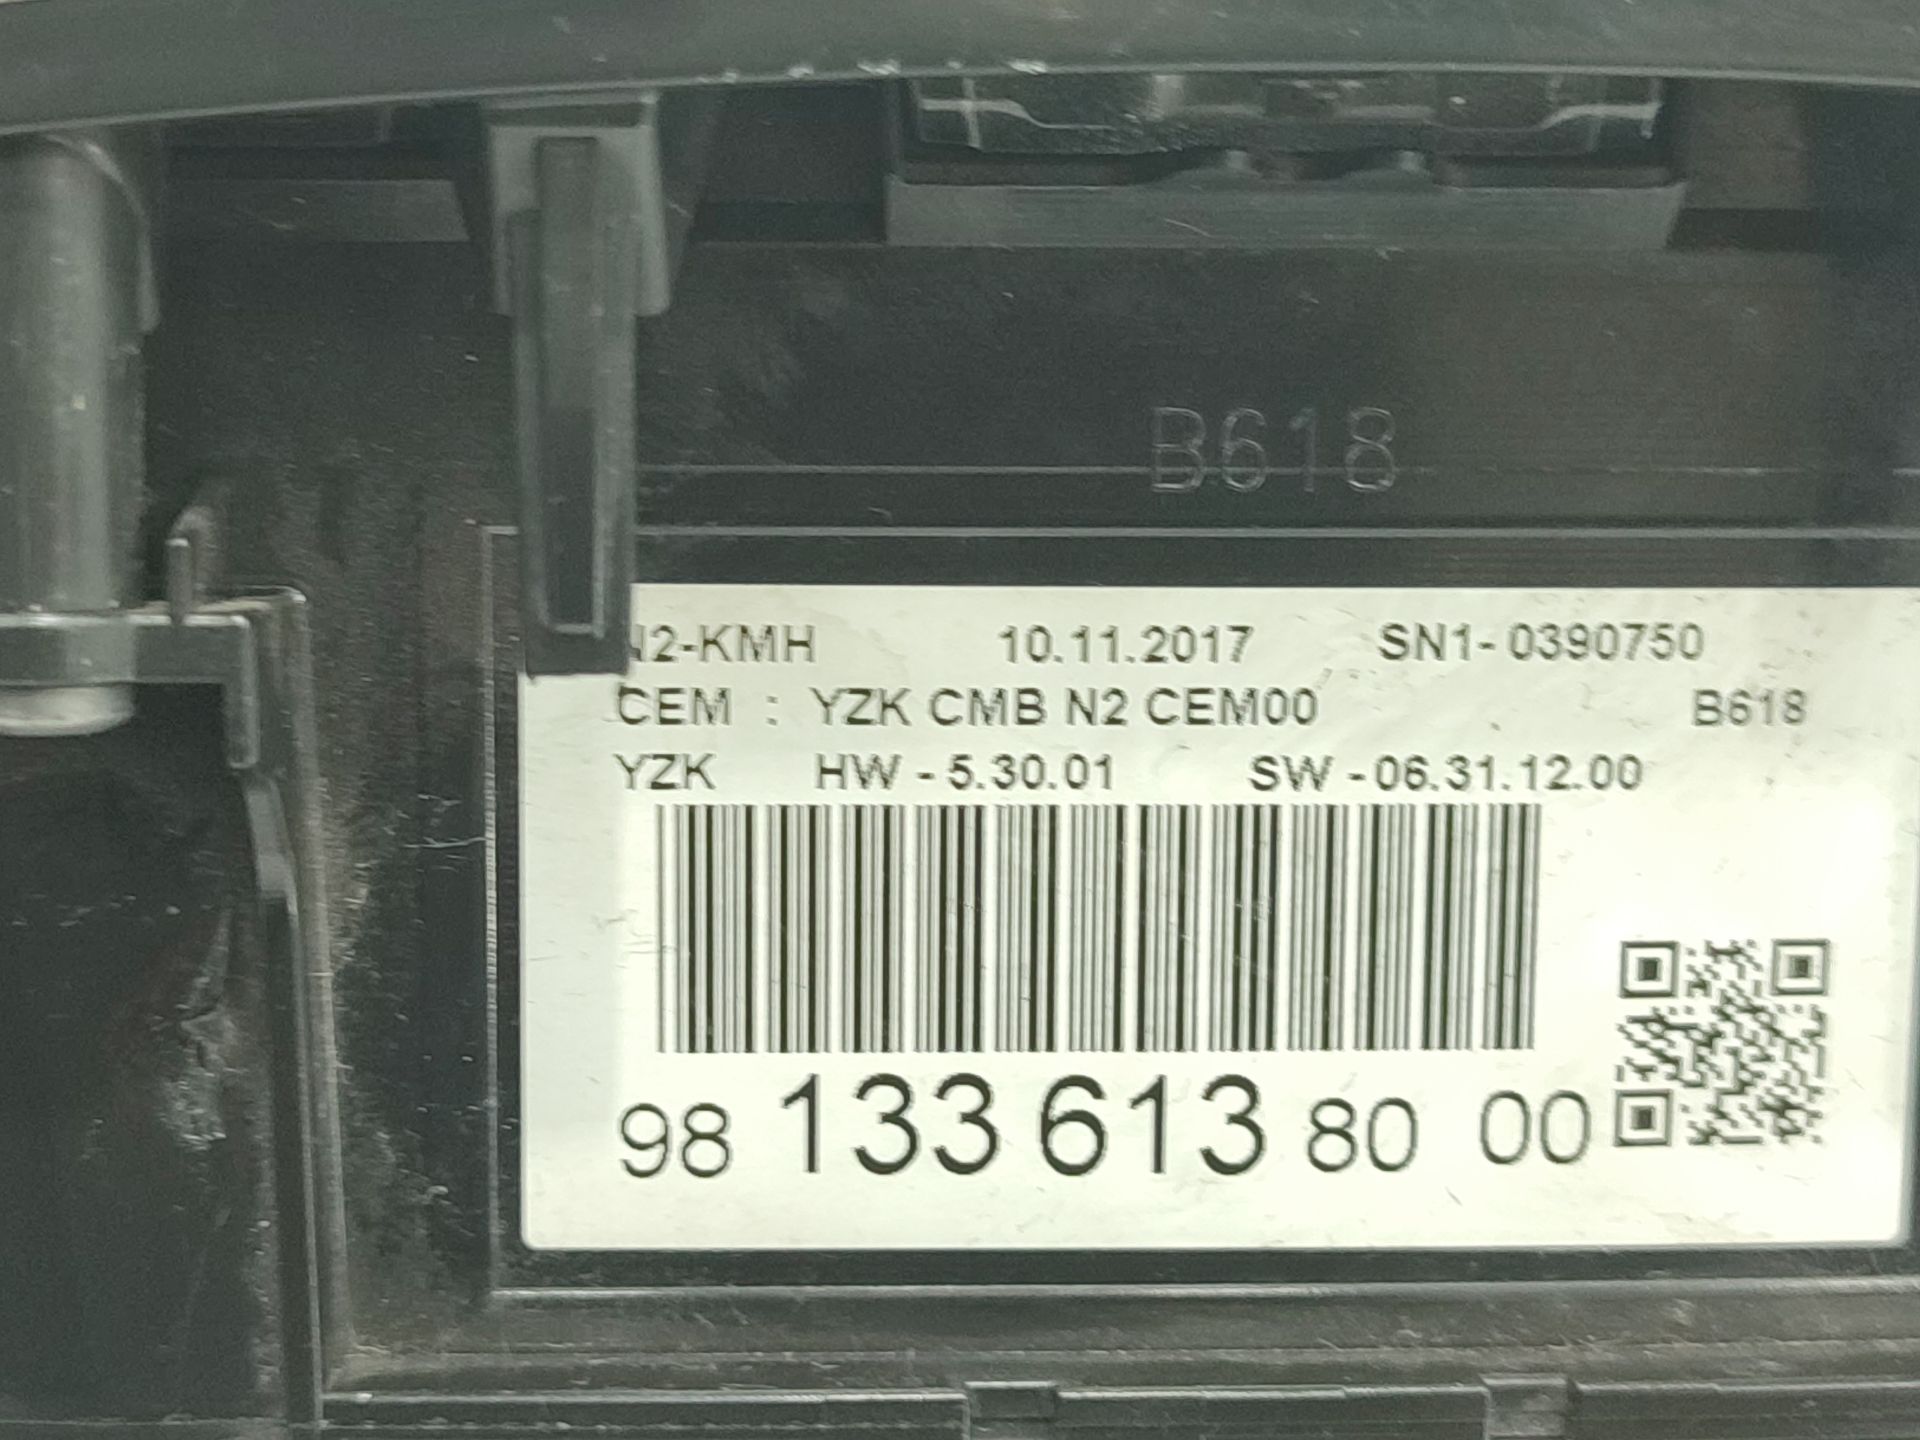 B618
N2-KMH 10.11.2017 SN1-0390750
CEM : YZK CMB N2 CEM00 B618
YZK HW - 5.30.01 SW - 06.31.12.00
98 133 613 80 00